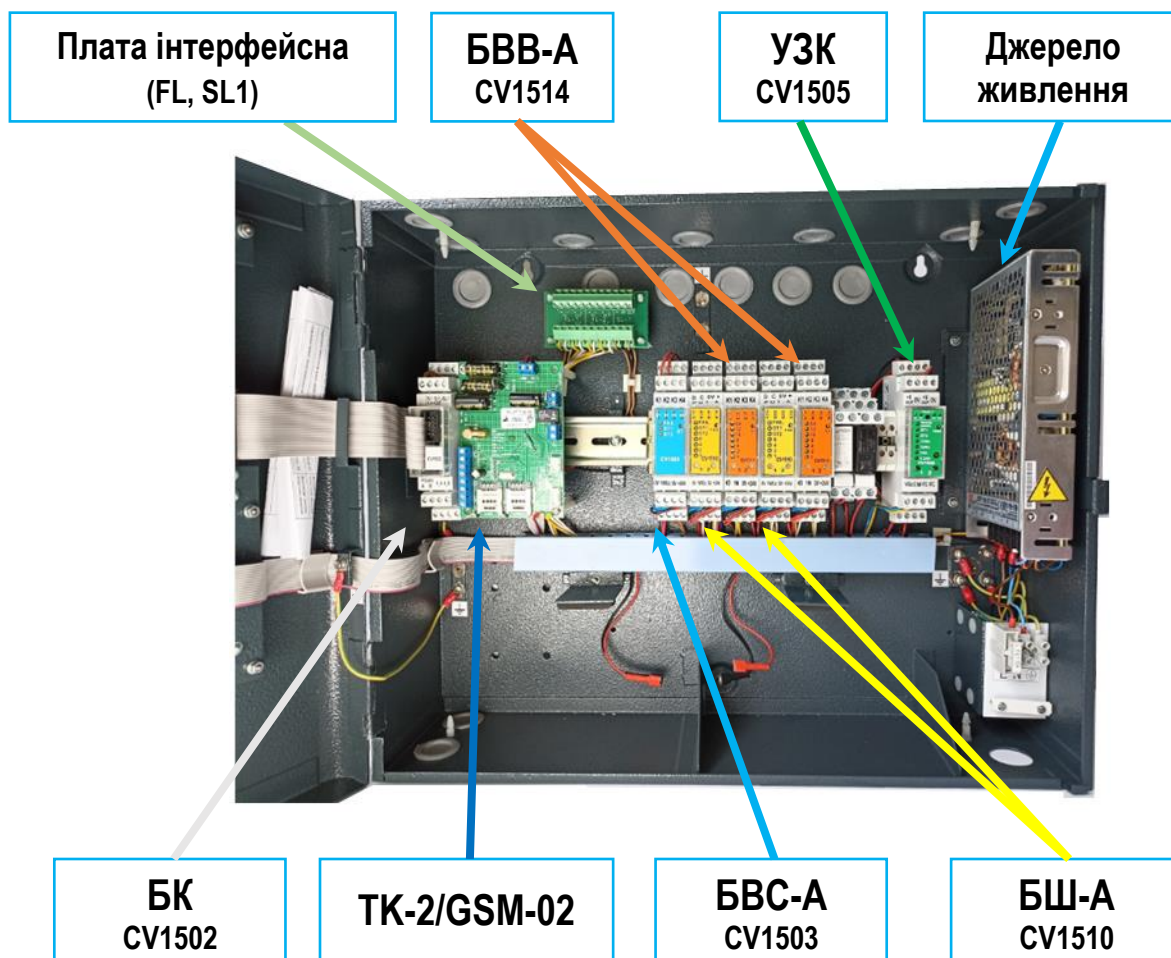 Плата інтерфейсна
(FL, SL1)
БВВ-А
CV1514
УЗК
CV1505
Джерело
живлення
CV1503
БК
CV1502
TK-2/GSM-02
БВС-А
CV1503
БШ-А
CV1510